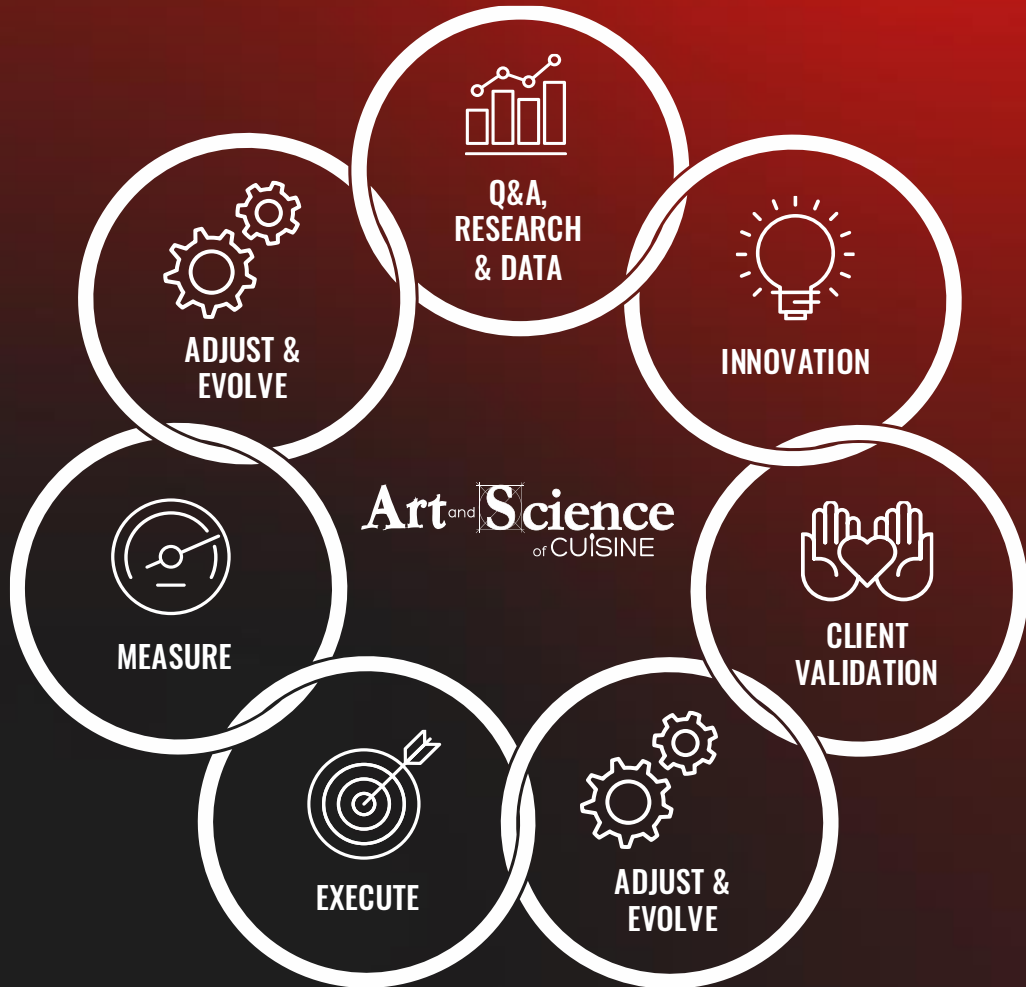 Q&A,
RESEARCH
& DATA
INNOVATION
CLIENT
VALIDATION
ADJUST &
EVOLVE
EXECUTE
MEASURE
ADJUST &
EVOLVE
Art and Science
of CUISINE